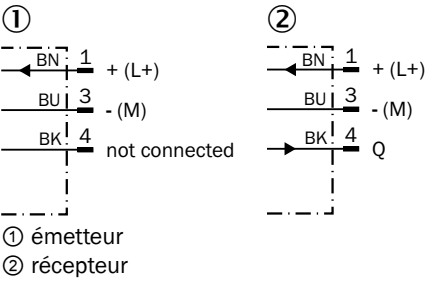 ① ②
BN 1 + (L+)
BU 3 - (M)
BK 4 not connected
BN 1 + (L+)
BU 3 - (M)
BK 4 Q
① émetteur
② récepteur